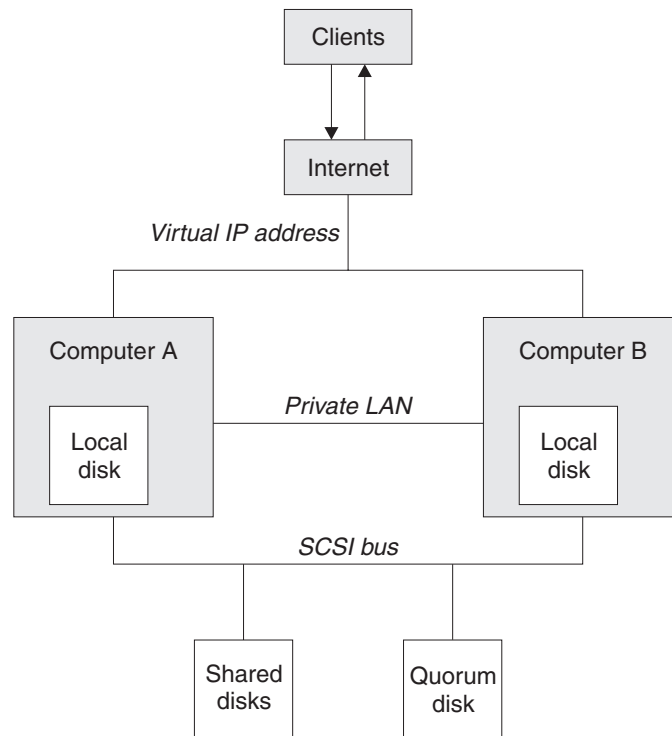 Clients
Internet
Virtual IP address
Computer A
Computer B
Private LAN
Local
disk
Local
disk
SCSI bus
Shared
disks
Quorum
disk